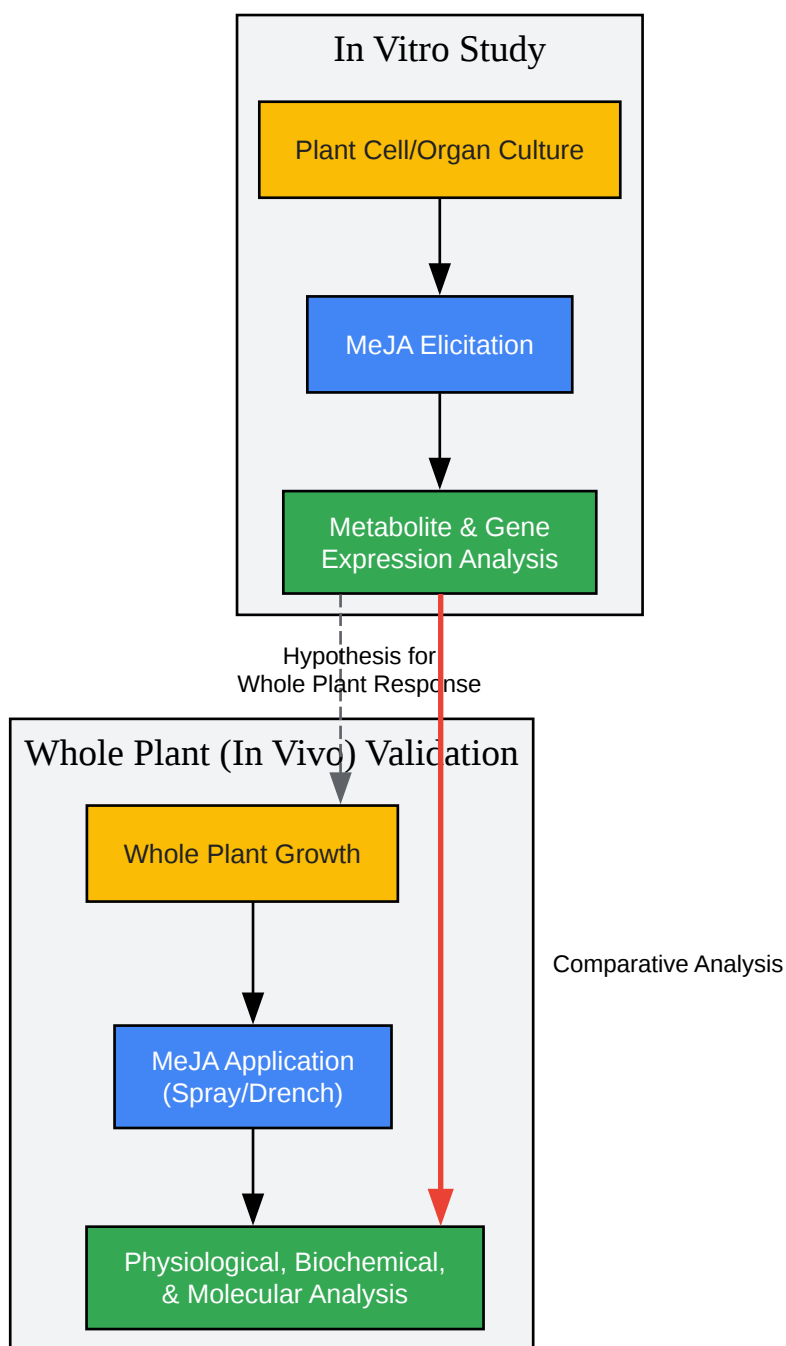 In Vitro Study
Plant Cell/Organ Culture
MeJA Elicitation
Metabolite & Gene
Expression Analysis
Hypothesis for
Whole Plant Response
Whole Plant (In Vivo) Validation
Whole Plant Growth
Comparative Analysis
MeJA Application
(Spray/Drench)
Physiological, Biochemical,
& Molecular Analysis